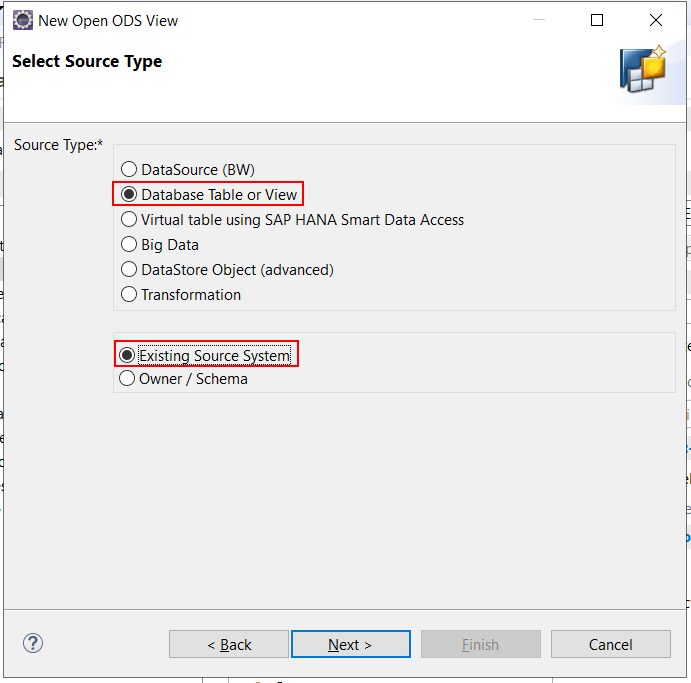 New Open ODS View
Select Source Type
Source Type:*
DataSource (BW)
Database Table or View
Virtual table using SAP HANA Smart Data Access
Big Data
DataStore Object (advanced)
Transformation
Existing Source System
Owner / Schema
?
< Back
Next >
Finish
Cancel